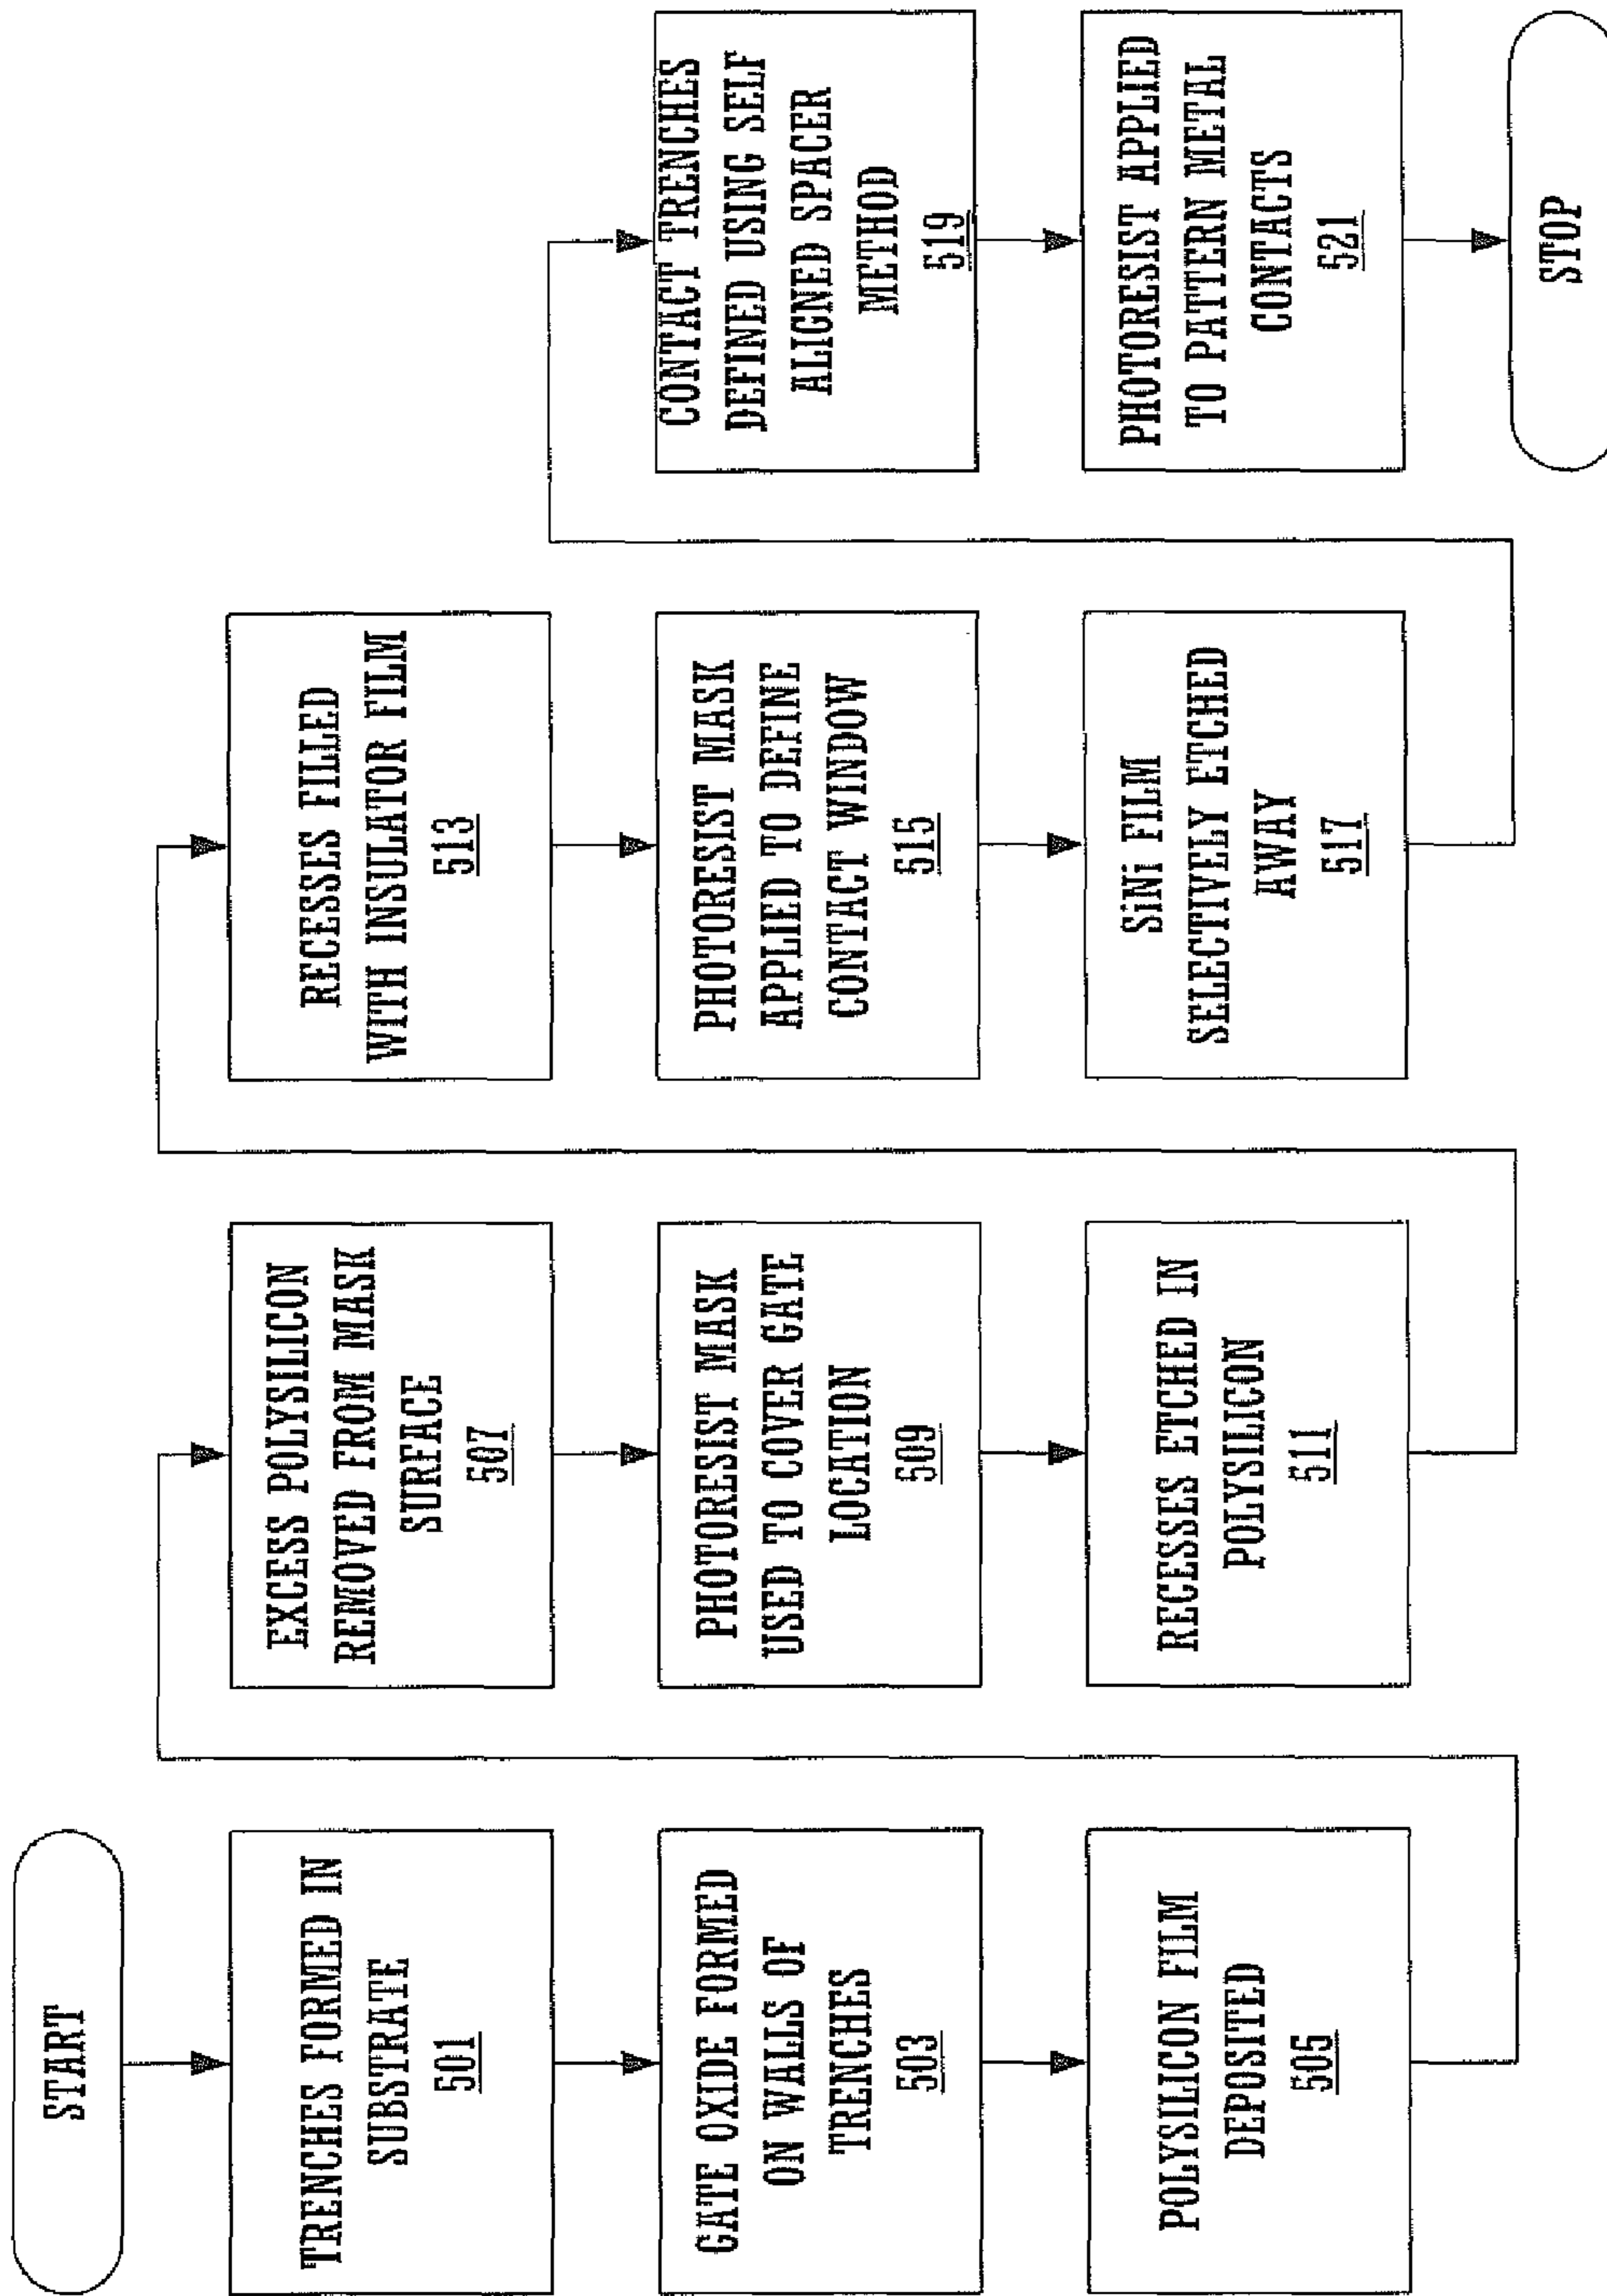 START
TRENCHES FORMED IN
SUBSTRATE
501
GATE OXIDE FORMED
ON WALLS OF
TRENCHES
503
POLYSILICON FILM
DEPOSITED
505
EXCESS POLYSILICON
REMOVED FROM MASK
SURFACE
507
PHOTORESIST MASK
USED TO COVER GATE
LOCATION
509
RECESSES ETCHED IN
POLYSILICON
511
RECESSES FILLED
WITH INSULATOR FILM
513
PHOTORESIST MASK
APPLIED TO DEFINE
CONTACT WINDOW
515
SiNi FILM
SELECTIVELY ETCHED
AWAY
517
CONTACT TRENCHES
DEFINED USING SELF
ALIGNED SPACER
METHOD
519
PHOTORESIST APPLIED
TO PATTERN METAL
CONTACTS
521
STOP